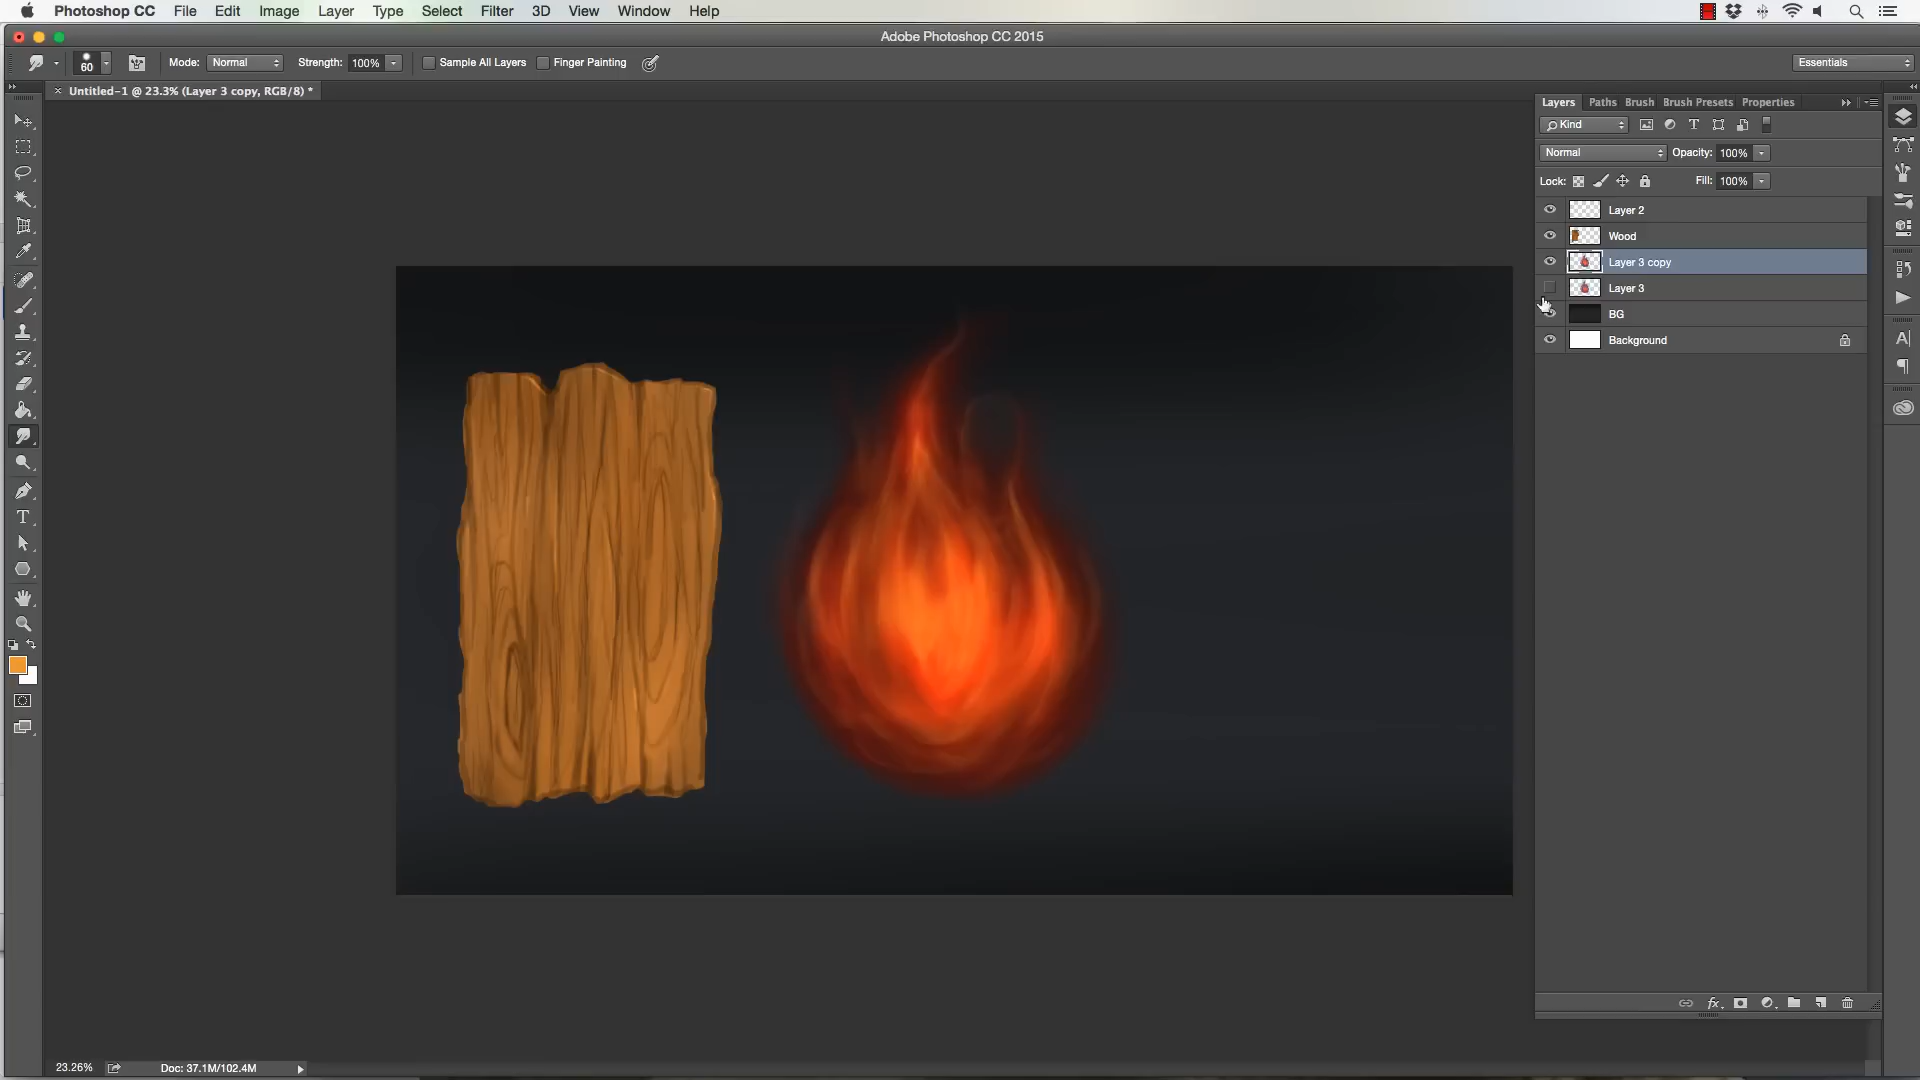 Photoshop CC File Edit Image Layer Type Select Filter 3D View Window Help
Adobe Photoshop CC 2015
60 Mode: Normal Strength: 100% Sample All Layers Finger Painting Essentials
Untitled-1 @ 23.3% (Layer 3 copy, RGB/8) *
Layers Paths Brush Brush Presets Properties
Kind
Normal Opacity: 100%
Lock: Fill: 100%
Layer 2
Wood
Layer 3 copy
Layer 3
BG
Background
23.26% Doc: 37.1M/102.4M